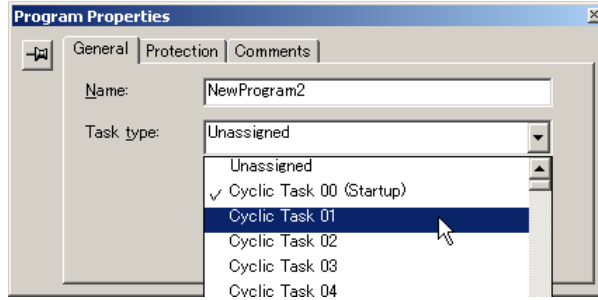 Program Properties
General Protection Comments
Name: NewProgram2
Task type: Unassigned
Unassigned
Cyclic Task 00 (Startup)
Cyclic Task 01
Cyclic Task 02
Cyclic Task 03
Cyclic Task 04